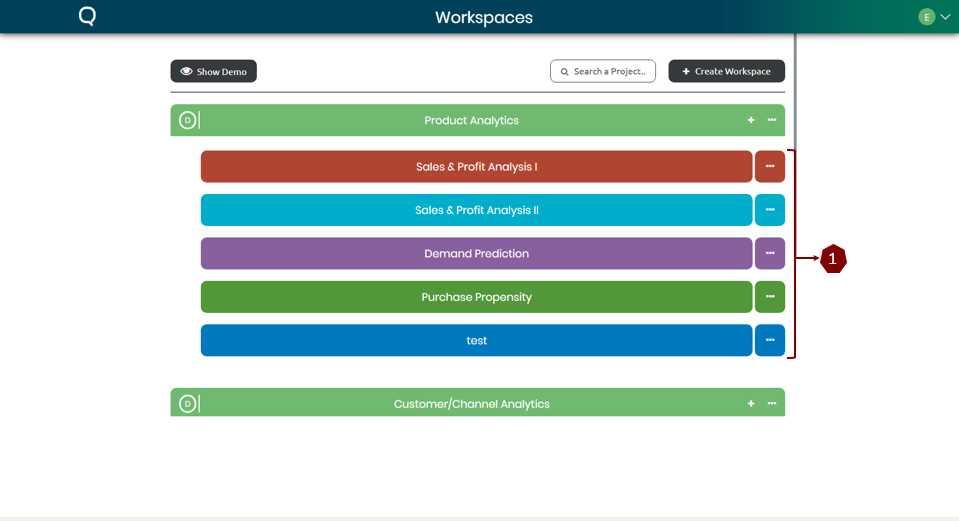 Q
Workspaces
E
Show Demo
Search a Project..
+ Create Workspace
D
Product Analytics
+ ...
Sales & Profit Analysis I
...
Sales & Profit Analysis II
...
Demand Prediction
...
1
Purchase Propensity
...
test
...
D
Customer/Channel Analytics
+ ...